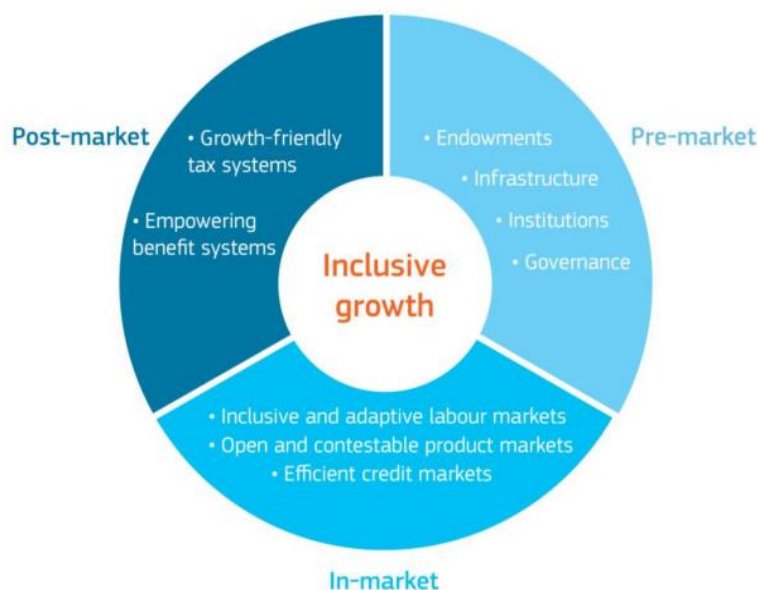 Post-market
• Growth-friendly
tax systems
• Empowering
benefit systems
Pre-market
• Endowments
• Infrastructure
• Institutions
• Governance
Inclusive
growth
• Inclusive and adaptive labour markets
• Open and contestable product markets
• Efficient credit markets
In-market